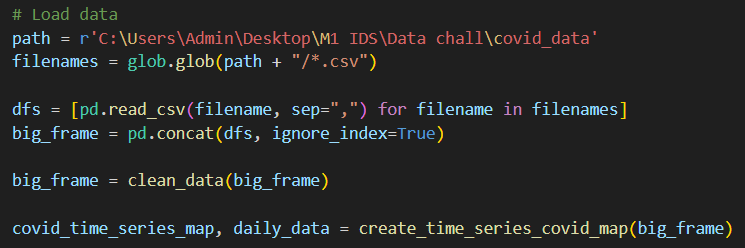 # Load data
path = r'C:\Users\Admin\Desktop\M1 IDS\Data chall\covid_data'
filenames = glob.glob(path + "/*.csv")
dfs = [pd.read_csv(filename, sep=",") for filename in filenames]
big_frame = pd.concat(dfs, ignore_index=True)
big_frame = clean_data(big_frame)
covid_time_series_map, daily_data = create_time_series_covid_map(big_frame)